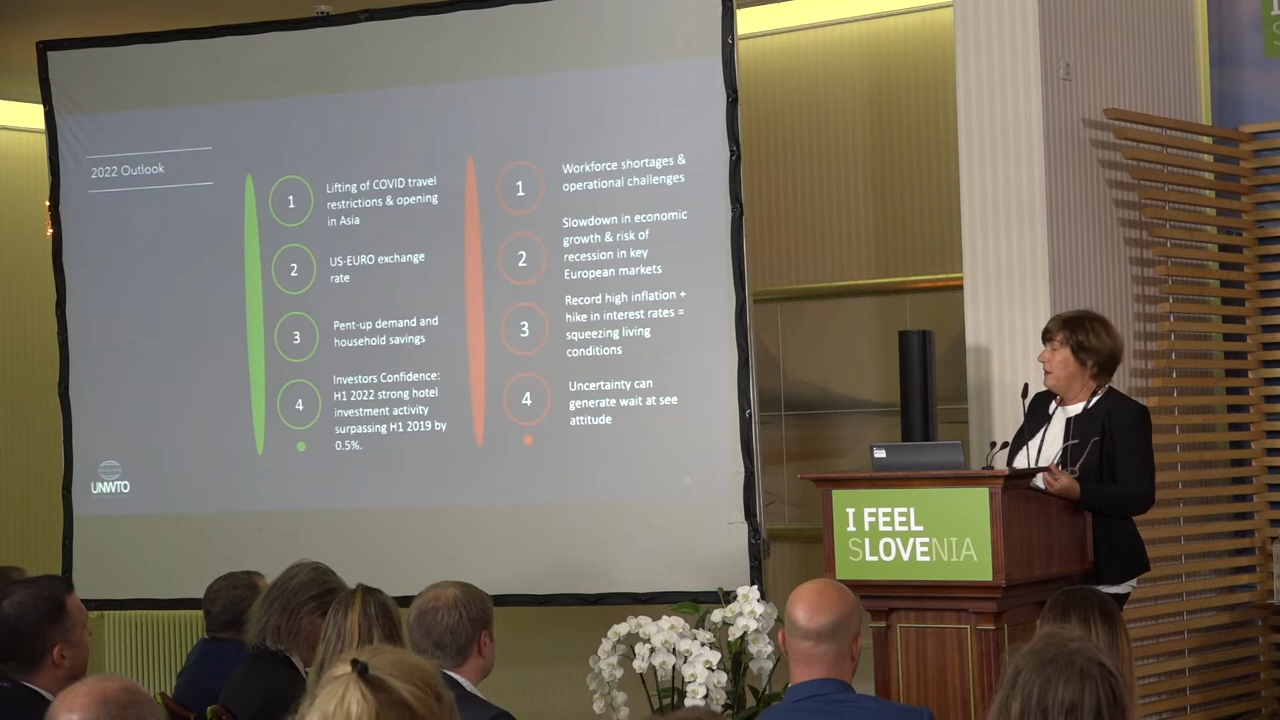 2022 Outlook
1
Lifting of COVID travel
restrictions & opening
in Asia
2
US-EURO exchange
rate
3
Pent-up demand and
household savings
4
Investors Confidence:
H1 2022 strong hotel
investment activity
surpassing H1 2019 by
0.5%.
1
Workforce shortages &
operational challenges
2
Slowdown in economic
growth & risk of
recession in key
European markets
3
Record high inflation +
hike in interest rates =
squeezing living
conditions
4
Uncertainty can
generate wait at see
attitude
UNWTO
I FEEL
SLOVENIA